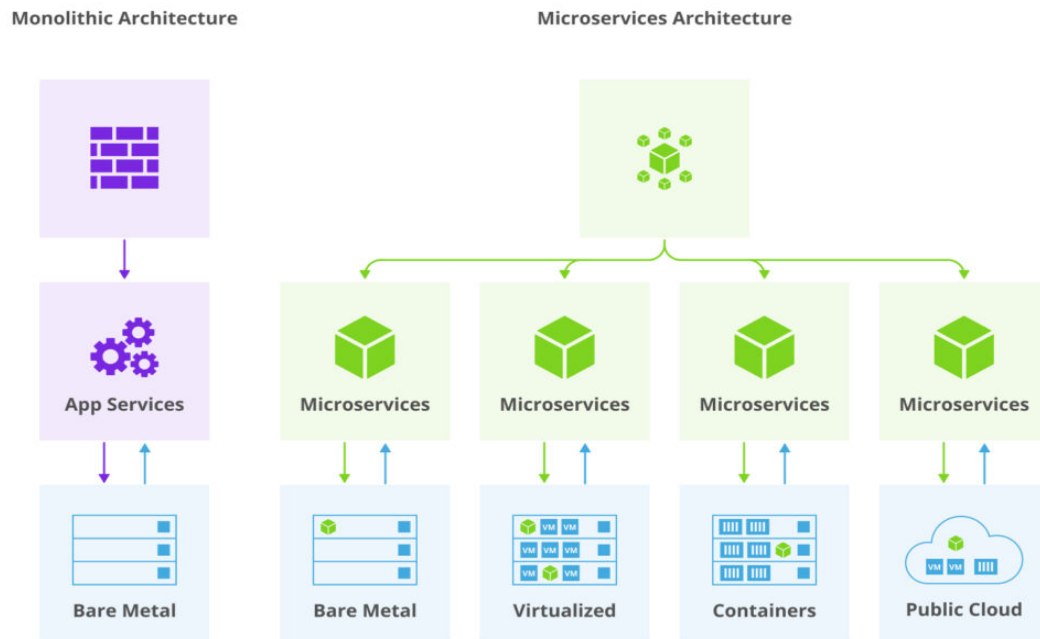 Monolithic Architecture
Microservices Architecture
App Services
Microservices
Microservices
Microservices
Microservices
VM VM
VM VM VM
VM VM
VM VM
Bare Metal
Bare Metal
Virtualized
Containers
Public Cloud